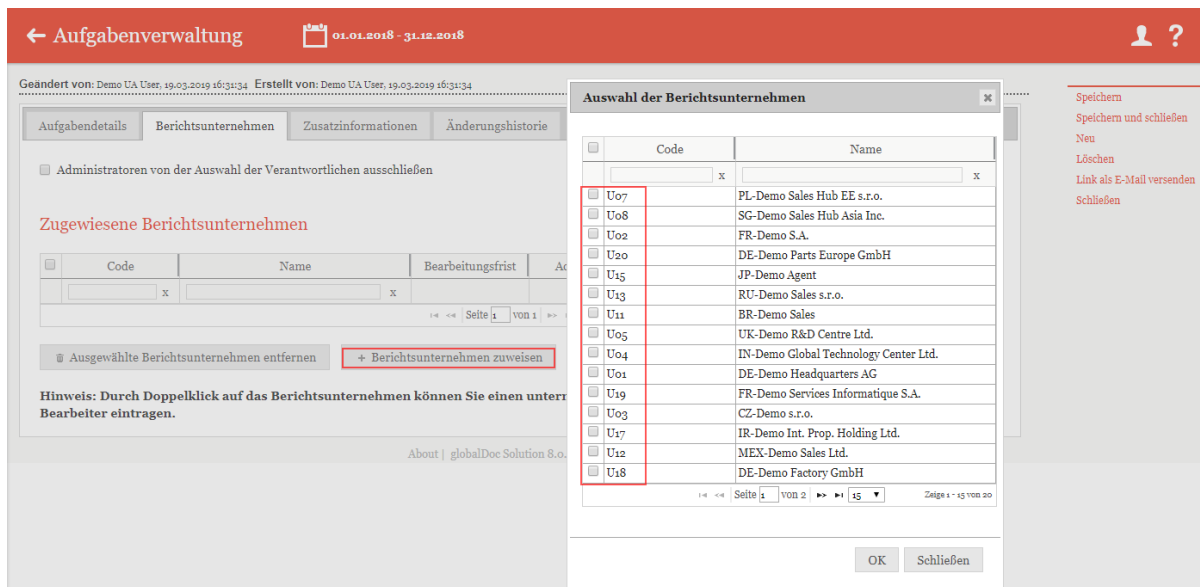 ← Aufgabenverwaltung 01.01.2018 - 31.12.2018 ?
Geändert von: Demo UA User, 19.03.2019 16:31:34 Erstellt von: Demo UA User, 19.03.2019 16:31:34
Aufgabendetails Berichtsunternehmen Zusatzinformationen Änderungshistorie
Administratoren von der Auswahl der Verantwortlichen ausschließen
Zugewiesene Berichtsunternehmen
Code Name Bearbeitungsfrist
x x
Seite 1 von 1
Ausgewählte Berichtsunternehmen entfernen + Berichtsunternehmen zuweisen
Hinweis: Durch Doppelklick auf das Berichtsunternehmen können Sie einen
Bearbeiter eintragen.
About | globalDoc Solution 8.0.
Auswahl der Berichtsunternehmen x
Code Name
x x
U07 PL-Demo Sales Hub EE s.r.o.
U08 SG-Demo Sales Hub Asia Inc.
U02 FR-Demo S.A.
U20 DE-Demo Parts Europe GmbH
U15 JP-Demo Agent
U13 RU-Demo Sales s.r.o.
U11 BR-Demo Sales
U05 UK-Demo R&D Centre Ltd.
U04 IN-Demo Global Technology Center Ltd.
U01 DE-Demo Headquarters AG
U19 FR-Demo Services Informatique S.A.
U03 CZ-Demo s.r.o.
U17 IR-Demo Int. Prop. Holding Ltd.
U12 MEX-Demo Sales Ltd.
U18 DE-Demo Factory GmbH
Seite 1 von 2 15 Zeige 1 - 15 von 20
OK Schließen
Speichern
Speichern und schließen
Neu
Löschen
Link als E-Mail versenden
Schließen